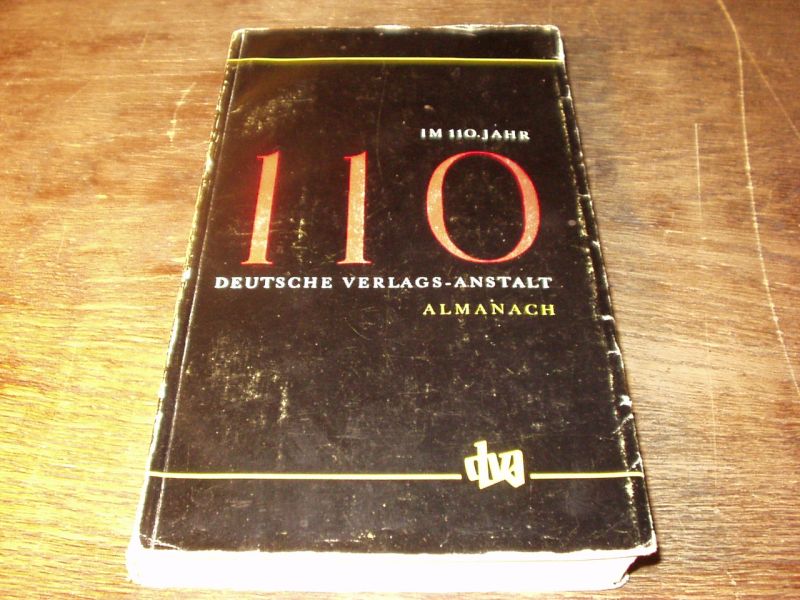 IM 110. JAHR
110
DEUTSCHE VERLAGS-ANSTALT
ALMANACH
dva